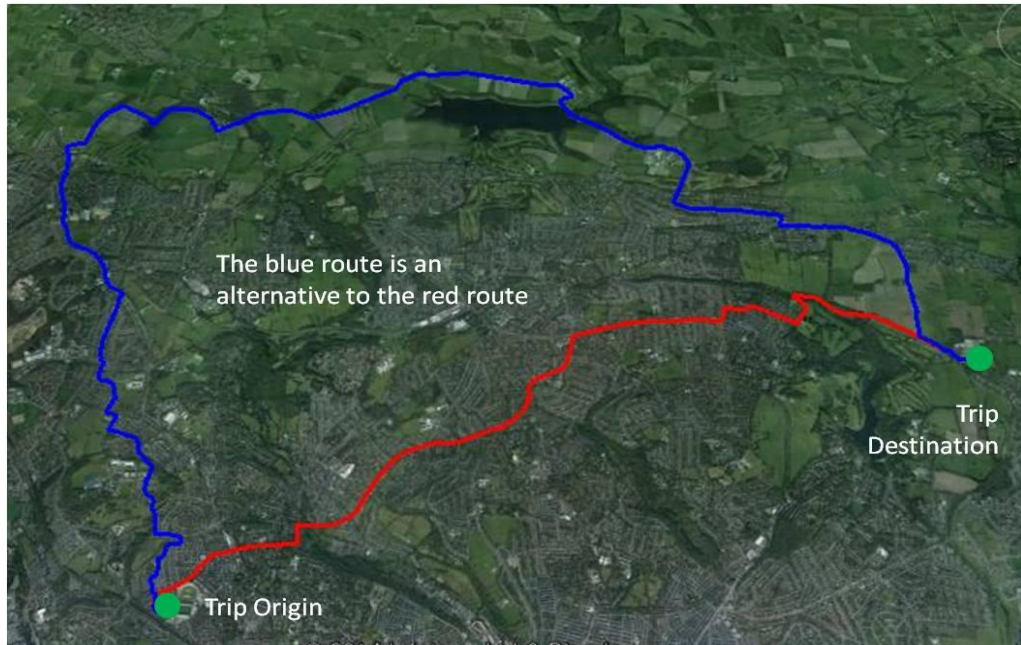 The blue route is an
alternative to the red route
Trip
Destination
Trip Origin